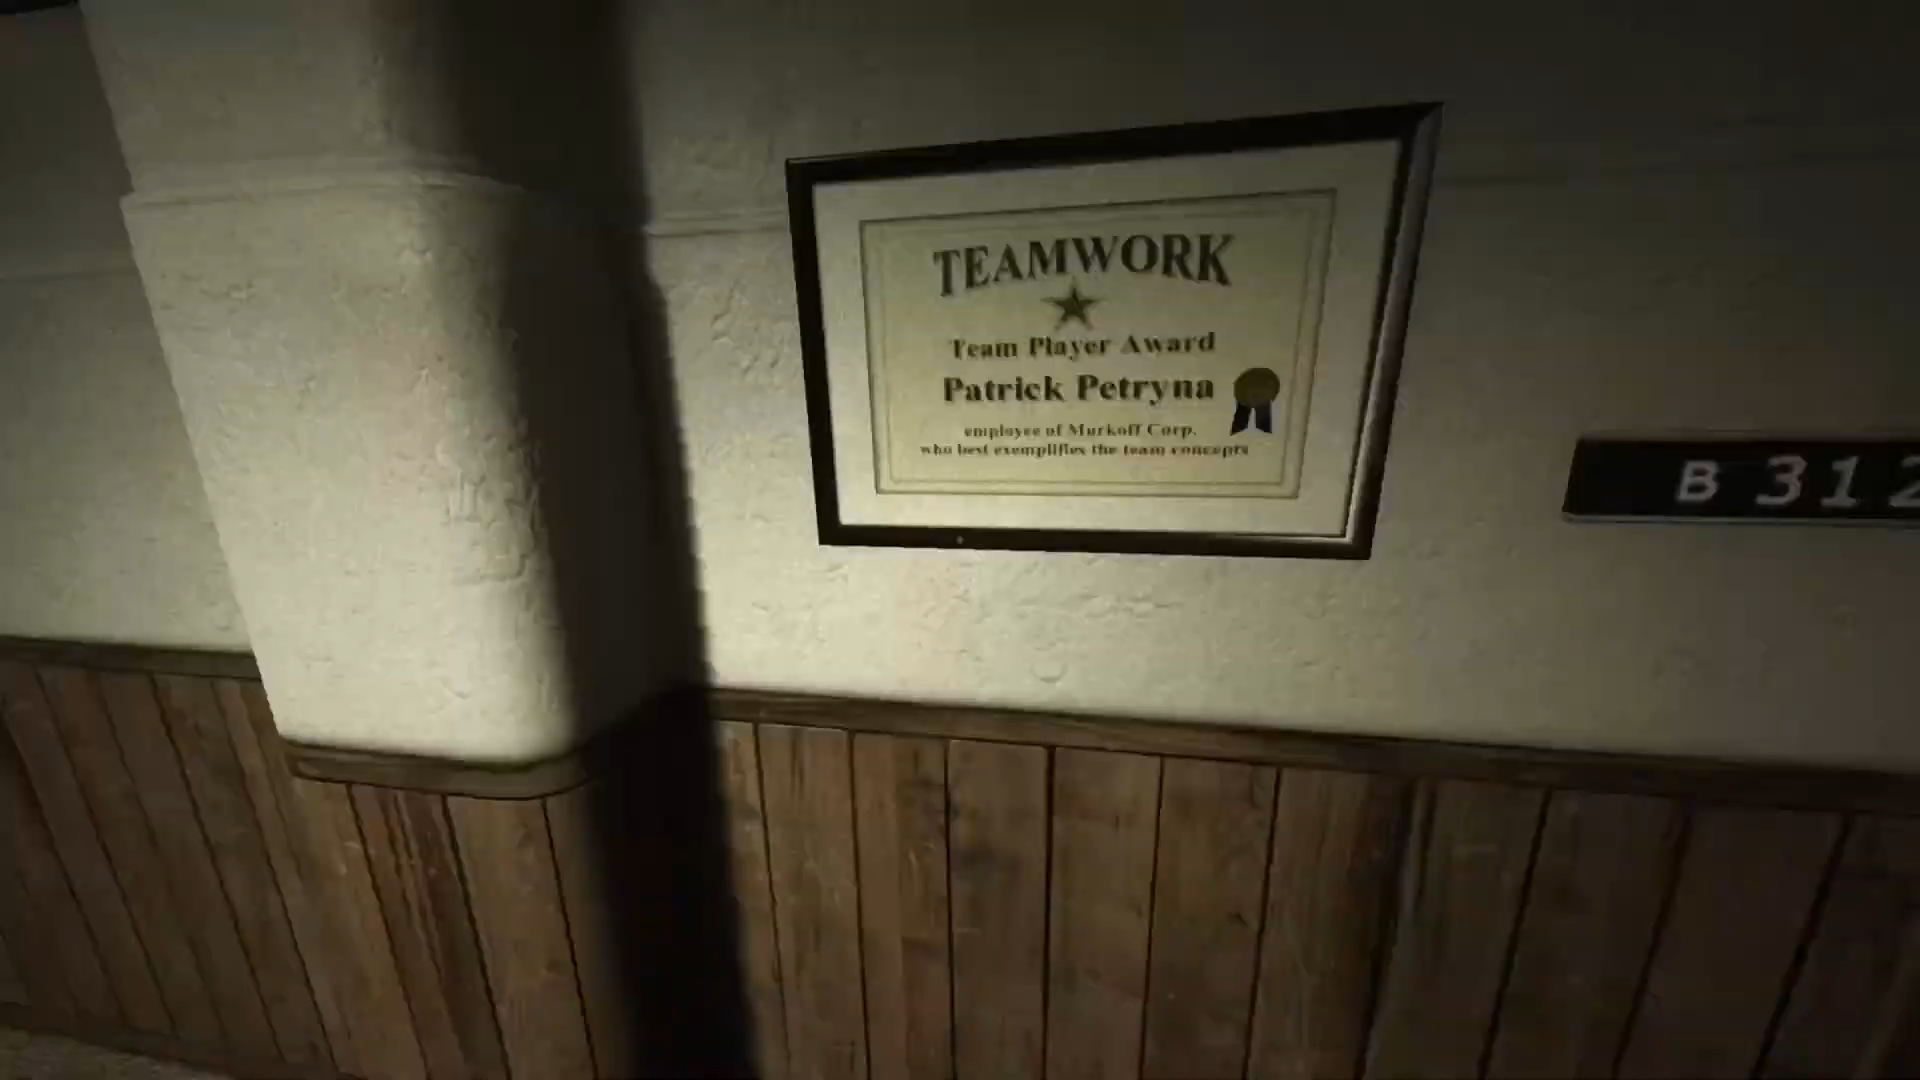 TEAMWORK
Team Player Award
Patrick Petryna
employee of Murkoff Corp.
who best exemplifies the team concepts
B 312